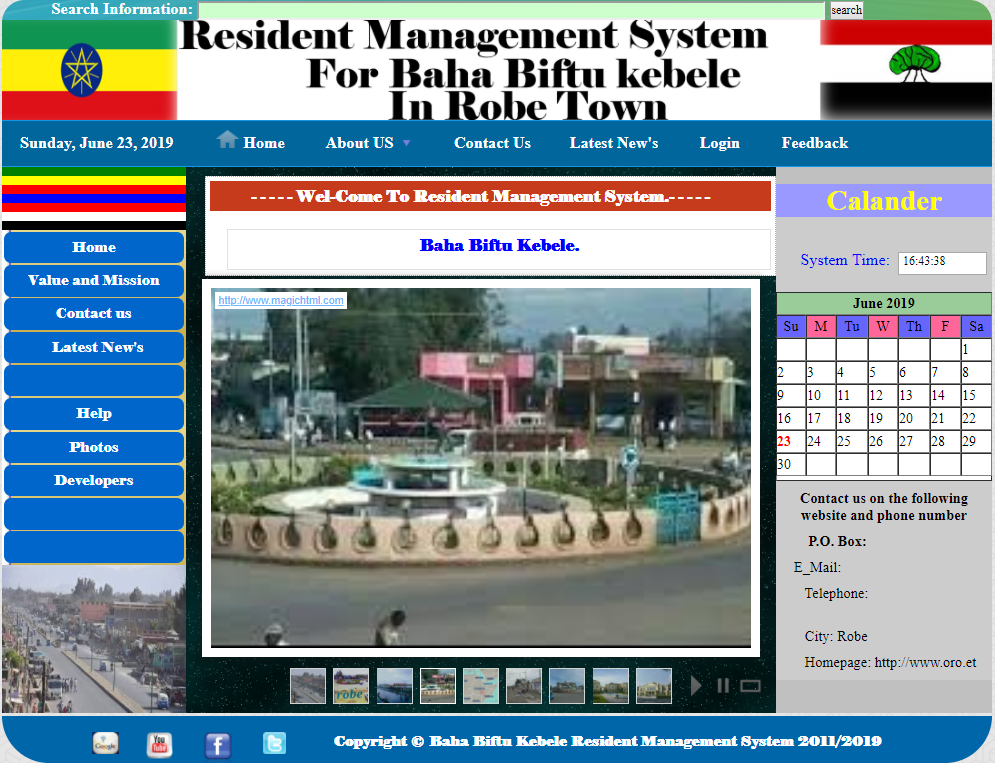 Search Information:
search
Resident Management System
For Baha Biftu kebele
In Robe Town
Sunday, June 23, 2019
Home
About US
Contact Us
Latest New's
Login
Feedback
Home
Value and Mission
Contact us
Latest New's
Help
Photos
Developers
- - - - - Wel-Come To Resident Management System.- - - - -
Baha Biftu Kebele.
http://www.magichtml.com
robe
Calander
System Time: 16:43:38
June 2019
Su M Tu W Th F Sa
1
2 3 4 5 6 7 8
9 10 11 12 13 14 15
16 17 18 19 20 21 22
23 24 25 26 27 28 29
30
Contact us on the following
website and phone number
P.O. Box:
E_Mail:
Telephone:
City: Robe
Homepage: http://www.oro.et
Google
You
Tube
f
t
Copyright © Baha Biftu Kebele Resident Management System 2011/2019